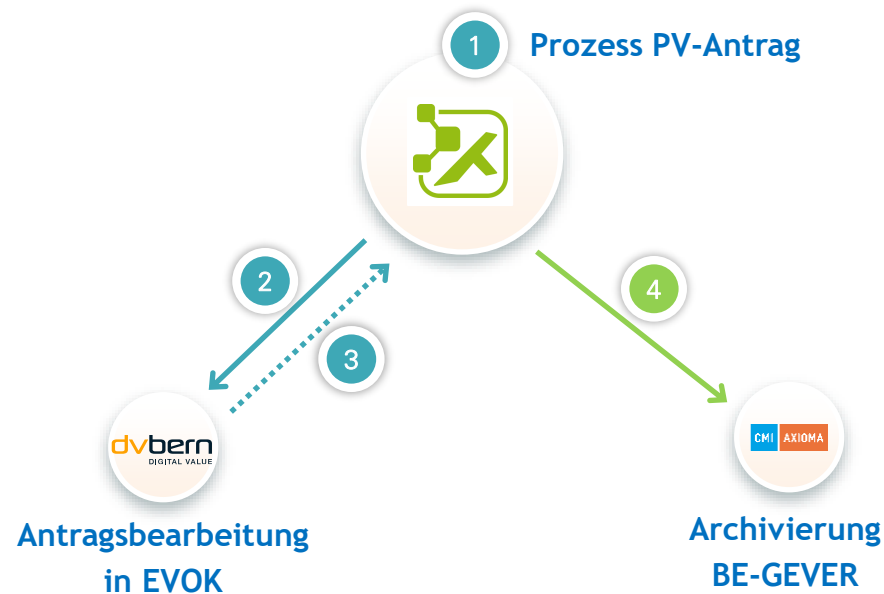 1
Prozess PV-Antrag
2
3
4
dvbern
DIGITAL VALUE
CMI AXIOMA
Antragsbearbeitung
in EVOK
Archivierung
BE-GEVER